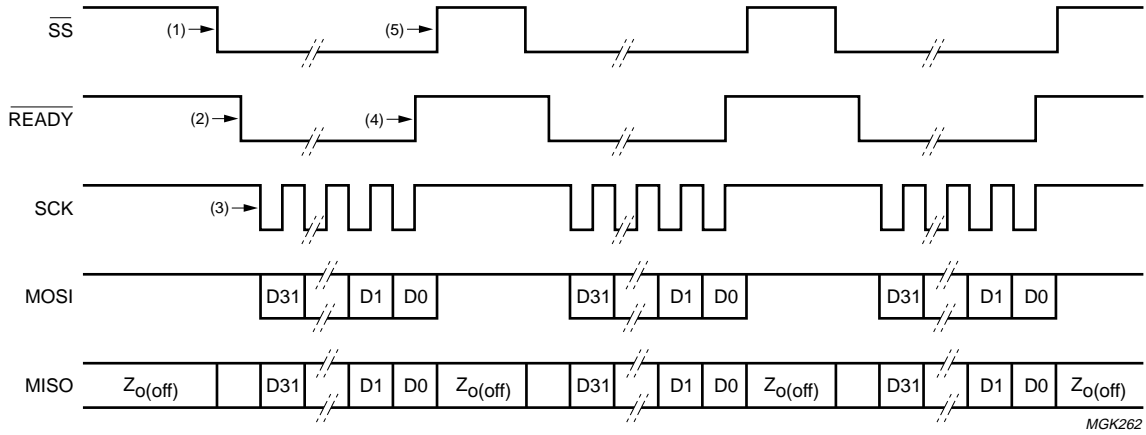 SS (1) (5)
READY (2) (4)
SCK (3)
MOSI D31 D1 D0 D31 D1 D0 D31 D1 D0
MISO Zo(off) D31 D1 D0 Zo(off) D31 D1 D0 Zo(off) D31 D1 D0 Zo(off)
MGK262